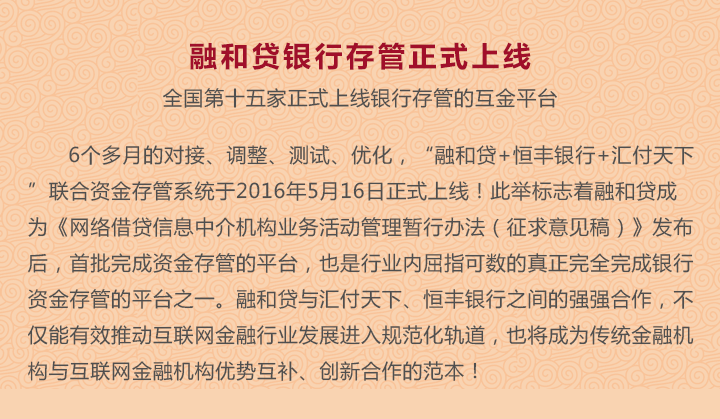 融和贷银行存管正式上线
全国第十五家正式上线银行存管的互金平台
6个多月的对接、调整、测试、优化，“融和贷+恒丰银行+汇付天下
”联合资金存管系统于2016年5月16日正式上线！此举标志着融和贷成
为《网络借贷信息中介机构业务活动管理暂行办法（征求意见稿）》发布
后，首批完成资金存管的平台，也是行业内屈指可数的真正完全完成银行
资金存管的平台之一。融和贷与汇付天下、恒丰银行之间的强强合作，不
仅能有效推动互联网金融行业发展进入规范化轨道，也将成为传统金融机
构与互联网金融机构优势互补、创新合作的范本！